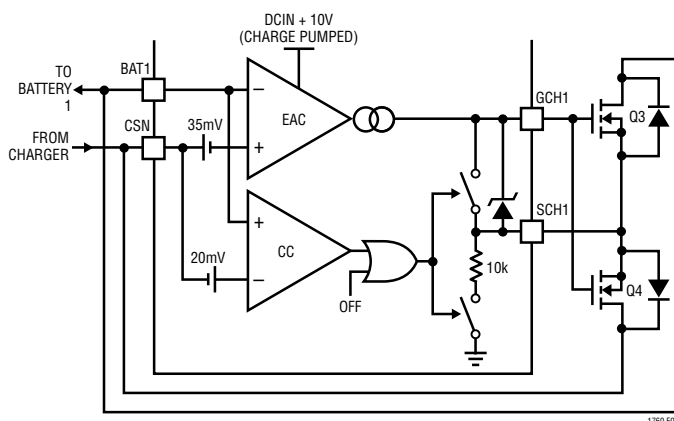 DCIN + 10V
(CHARGE PUMPED)
TO
BATTERY
1
BAT1
FROM
CHARGER
CSN
35mV
–
+
EAC
GCH1
Q3
+
–
CC
20mV
OFF
SCH1
10k
Q4